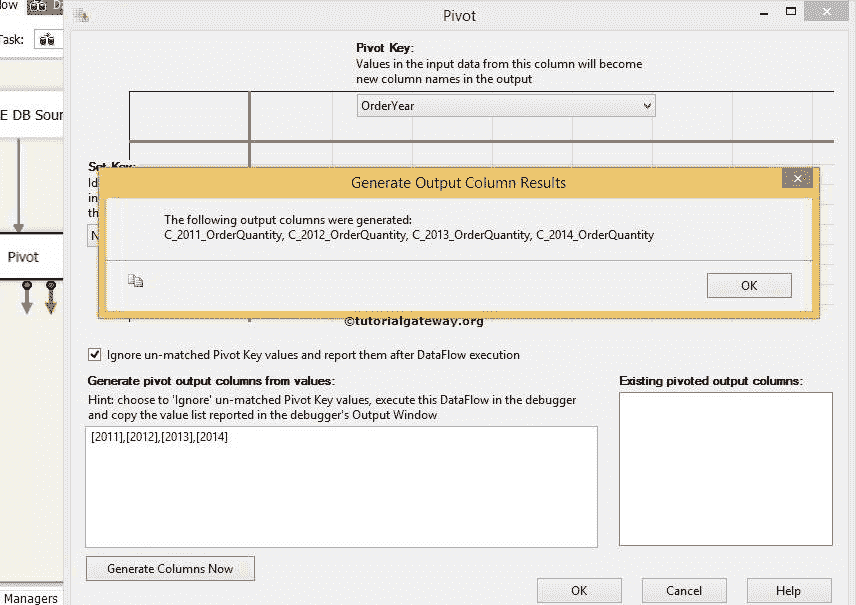 ow
Task:
E DB Sour
Pivot
Managers
Pivot
Pivot Key:
Values in the input data from this column will become
new column names in the output
OrderYear
Set Key:
Id
in
th
N
Generate Output Column Results
The following output columns were generated:
C_2011_OrderQuantity, C_2012_OrderQuantity, C_2013_OrderQuantity, C_2014_OrderQuantity
OK
©tutorialgateway.org
Ignore un-matched Pivot Key values and report them after DataFlow execution
Generate pivot output columns from values:
Hint: choose to 'Ignore' un-matched Pivot Key values, execute this DataFlow in the debugger
and copy the value list reported in the debugger's Output Window
[2011],[2012],[2013],[2014]
Existing pivoted output columns:
Generate Columns Now
OK
Cancel
Help